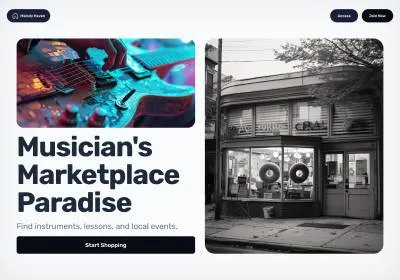 Melody Haven
Access
Join Now
Musician's
Marketplace
Paradise
Find instruments, lessons, and local events.
Start Shopping